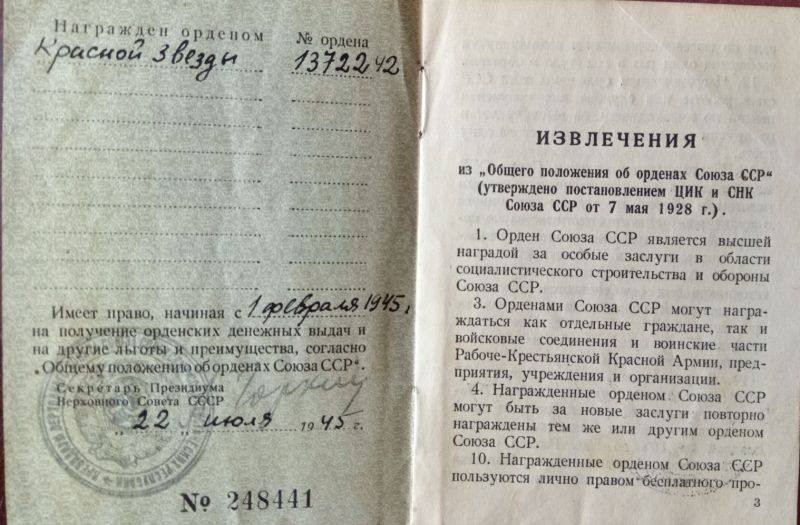 Награжден орденом
№ ордена
Красной Звезды
1372242
Имеет право, начиная с 1 февраля 1945 г
на получение орденских денежных выдач и
на другие льготы и преимущества, согласно
„Общему положению об орденах Союза ССР“.
Секретарь Президиума
Верховного Совета СССР
„ 22 „ июля 1945 г.
№ 248441
ИЗВЛЕЧЕНИЯ
из „Общего положения об орденах Союза ССР“
(утверждено постановлением ЦИК и СНК
Союза ССР от 7 мая 1928 г.).
1. Орден Союза ССР является высшей
наградой за особые заслуги в области
социалистического строительства и обороны
Союза ССР.
3. Орденами Союза ССР могут награ-
ждаться как отдельные граждане, так и
войсковые соединения и воинские части
Рабоче-Крестьянской Красной Армии, пред-
приятия, учреждения и организации.
4. Награжденные орденом Союза ССР
могут быть за новые заслуги повторно
награждены тем же или другим орденом
Союза ССР.
10. Награжденные орденом Союза ССР
пользуются лично правом бесплатного про-
3